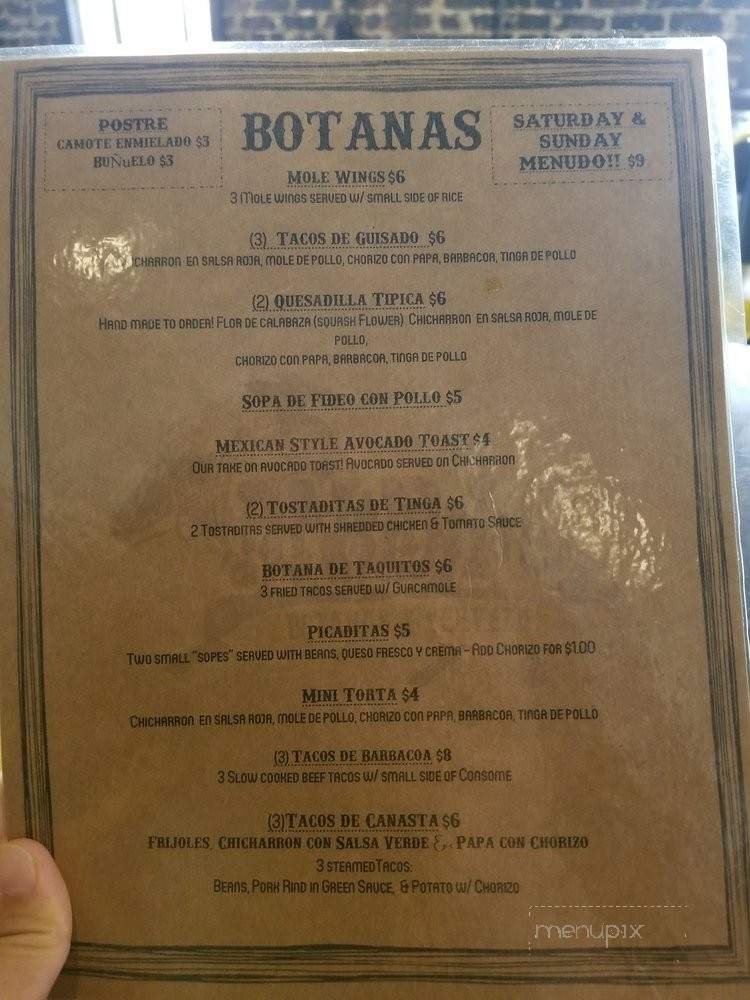 POSTRE
CAMOTE ENMIELADO $3
BUÑUELO $3
BOTANAS
SATURDAY &
SUNDAY
MENUDO!! $9
MOLE WINGS $6
3 MOLE WINGS SERVED W/ SMALL SIDE OF RICE
(3) TACOS DE GUISADO $6
CHARRON EN SALSA ROJA, MOLE DE POLLO, CHORIZO CON PAPA, BARBACOA, TINGA DE POLLO
(2) QUESADILLA TIPICA $6
HAND MADE TO ORDER! FLOR DE CALABAZA (SQUASH FLOWER) CHICHARRON EN SALSA ROJA, MOLE DE
POLLO,
CHORIZO CON PAPA, BARBACOA, TINGA DE POLLO
SOPA DE FIDEO CON POLLO $5
MEXICAN STYLE AVOCADO TOAST $4
OUR TAKE ON AVOCADO TOAST! AVOCADO SERVED ON CHICHARRON
(2) TOSTADITAS DE TINGA $6
2 TOSTADITAS SERVED WITH SHREDDED CHICKEN & TOMATO SAUCE
BOTANA DE TAQUITOS $6
3 FRIED TACOS SERVED W/ GUACAMOLE
PICADITAS $5
TWO SMALL "SOPES" SERVED WITH BEANS, QUESO FRESCO Y CREMA - ADD CHORIZO FOR $1.00
MINI TORTA $4
CHICHARRON EN SALSA ROJA, MOLE DE POLLO, CHORIZO CON PAPA, BARBACOA, TINGA DE POLLO
(3) TACOS DE BARBACOA $8
3 SLOW COOKED BEEF TACOS W/ SMALL SIDE OF CONSOME
(3)TACOS DE CANASTA $6
FRIJOLES, CHICHARRON CON SALSA VERDE & PAPA CON CHORIZO
3 STEAMEDTACOS:
BEANS, PORK RIND IN GREEN SAUCE, & POTATO W/ CHORIZO
menupix